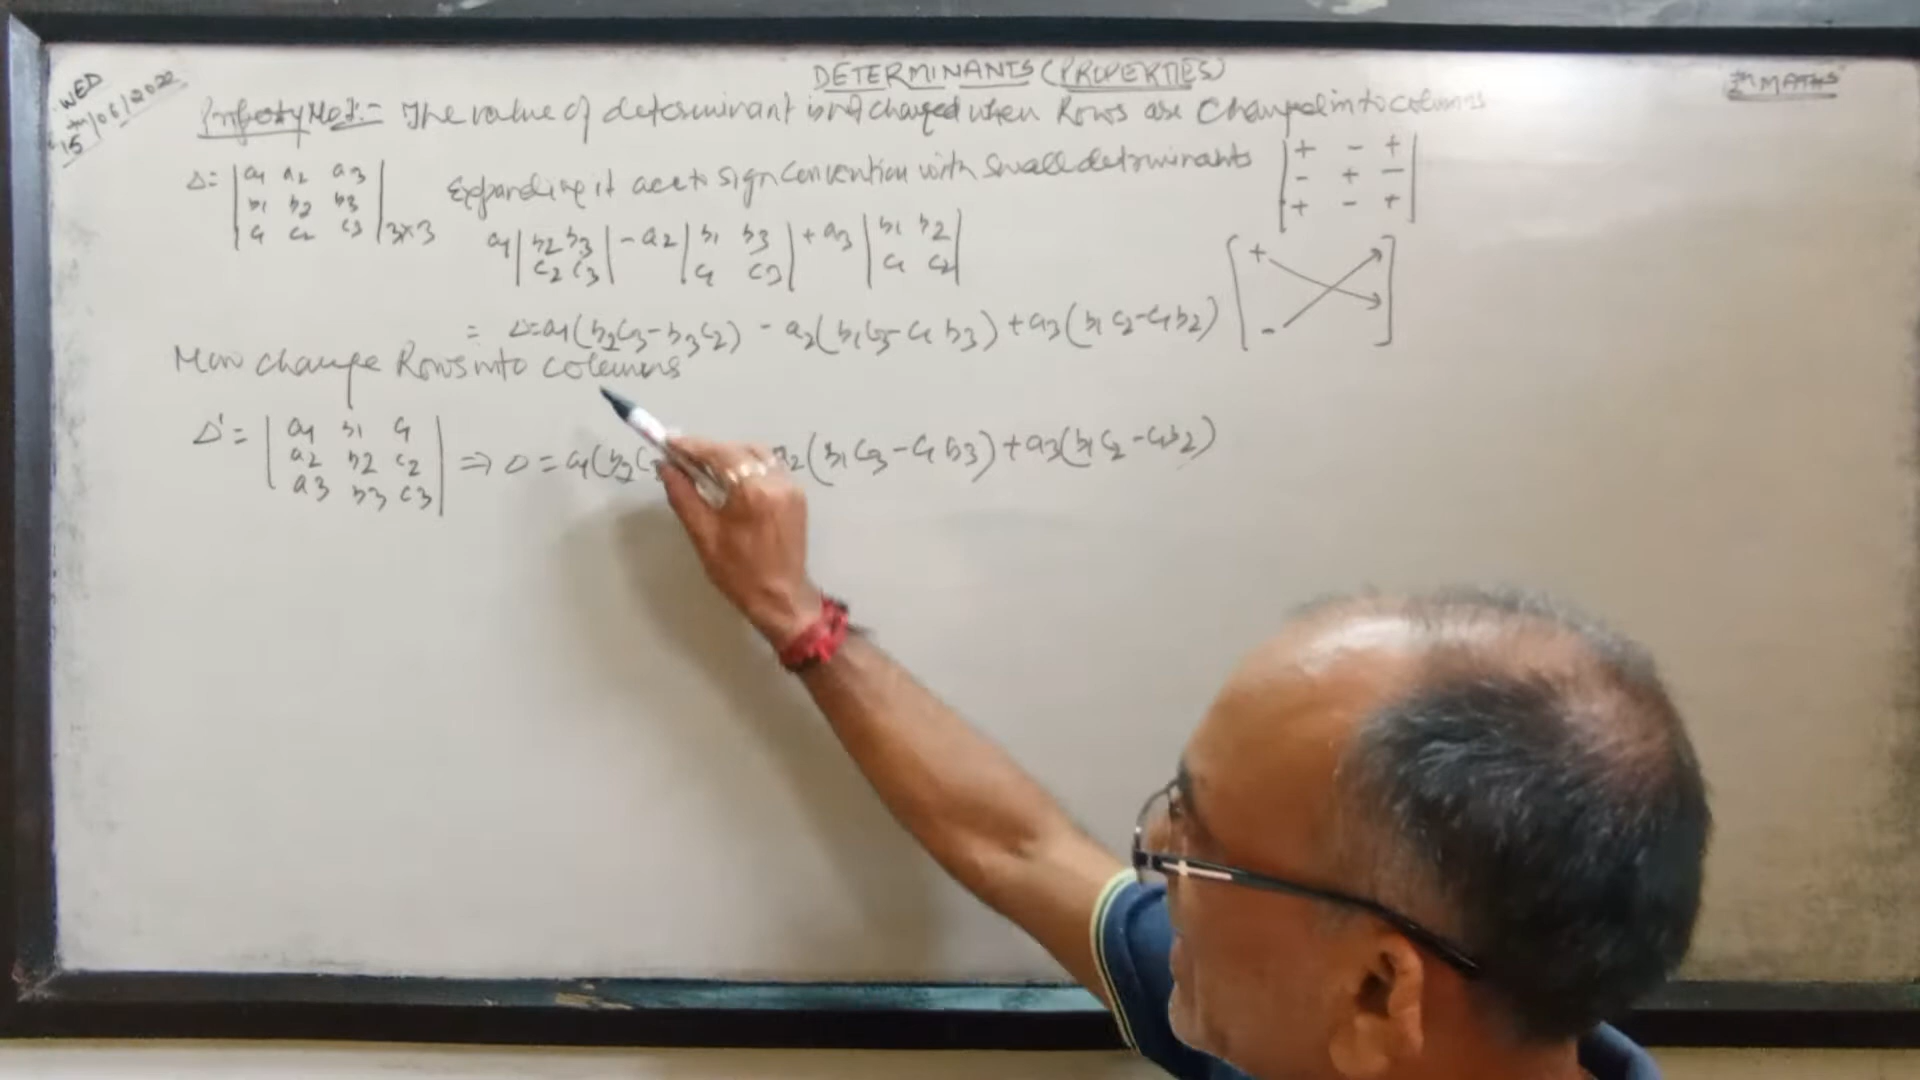 DETERMINANTS (PROPERTIES)
MATHS
WED
15th/06/2022
Property No 1:- The value of determinant is not changed when Rows are Changed into columns
Δ = | a1 a2 a3 |
| b1 b2 b3 |
| c1 c2 c3 | 3×3
Expanding it acc to sign Convention with Small determinants
| + - + |
| - + - |
| + - + |
a1 | b2 b3 | - a2 | b1 b3 | + a3 | b1 b2 |
| c2 c3 | | c1 c3 | | c1 c2 |
= Δ = a1(b2c3 - b3c2) - a2(b1c3 - c1b3) + a3(b1c2 - c1b2)
[ + - ]
Now change Rows into columns
Δ' = | a1 b1 c1 |
| a2 b2 c2 |
| a3 b3 c3 |
⇒ Δ = a1(b2c a2(b1c3 - c1b3) + a3(b1c2 - c1b2)